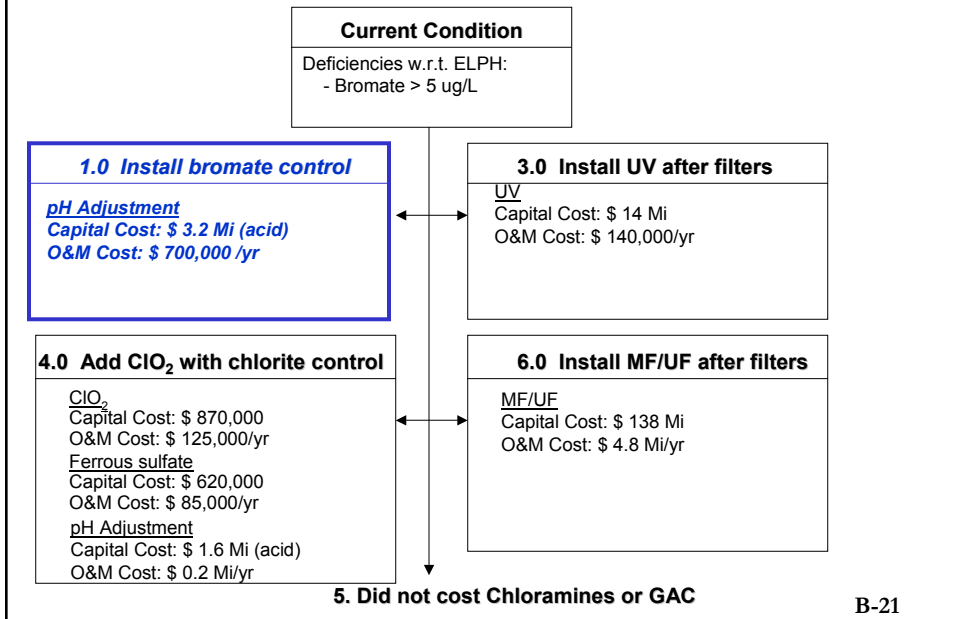 Current Condition
Deficiencies w.r.t. ELPH:
- Bromate > 5 ug/L
1.0 Install bromate control
pH Adjustment
Capital Cost: $ 3.2 Mi (acid)
O&M Cost: $ 700,000 /yr
3.0 Install UV after filters
UV
Capital Cost: $ 14 Mi
O&M Cost: $ 140,000/yr
4.0 Add ClO₂ with chlorite control
ClO₂
Capital Cost: $ 870,000
O&M Cost: $ 125,000/yr
Ferrous sulfate
Capital Cost: $ 620,000
O&M Cost: $ 85,000/yr
pH Adjustment
Capital Cost: $ 1.6 Mi (acid)
O&M Cost: $ 0.2 Mi/yr
6.0 Install MF/UF after filters
MF/UF
Capital Cost: $ 138 Mi
O&M Cost: $ 4.8 Mi/yr
5. Did not cost Chloramines or GAC
B-21